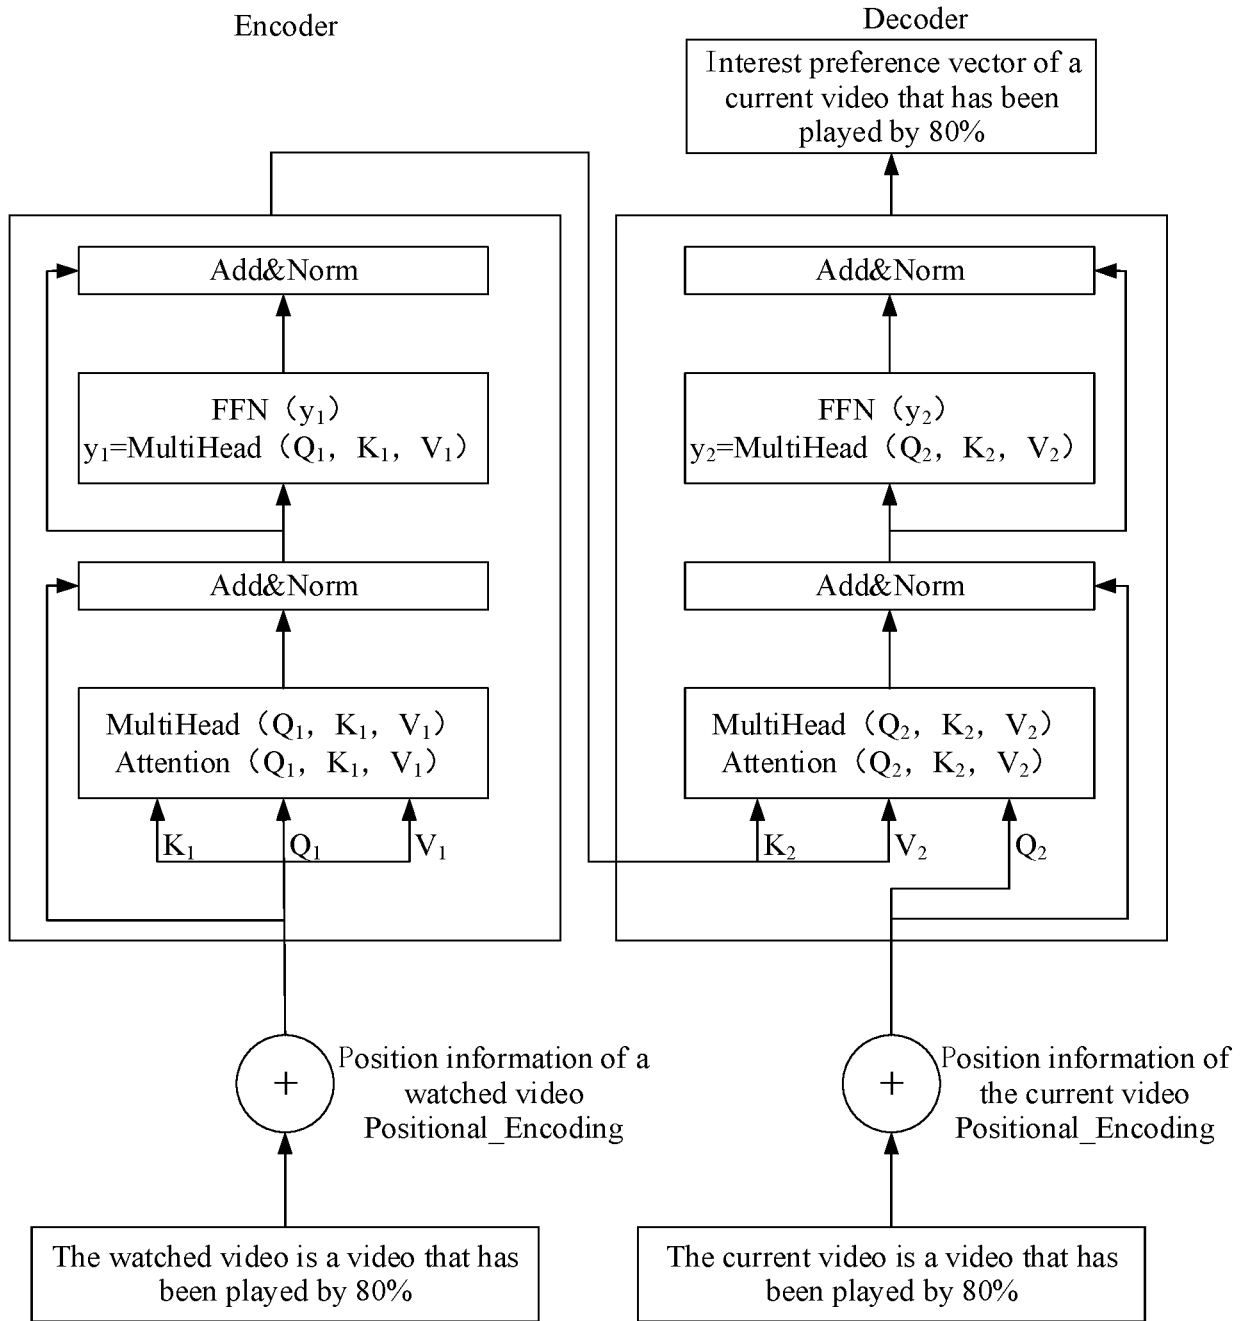 Encoder
Add&Norm
FFN（y₁）
y₁=MultiHead（Q₁，K₁，V₁）
Add&Norm
MultiHead（Q₁，K₁，V₁）
Attention（Q₁，K₁，V₁）
K₁
Q₁
V₁
Position information of a
watched video
Positional_Encoding
The watched video is a video that has
been played by 80%
Decoder
Interest preference vector of a
current video that has been
played by 80%
Add&Norm
FFN（y₂）
y₂=MultiHead（Q₂，K₂，V₂）
Add&Norm
MultiHead（Q₂，K₂，V₂）
Attention（Q₂，K₂，V₂）
K₂
V₂
Q₂
Position information of
the current video
Positional_Encoding
The current video is a video that has
been played by 80%